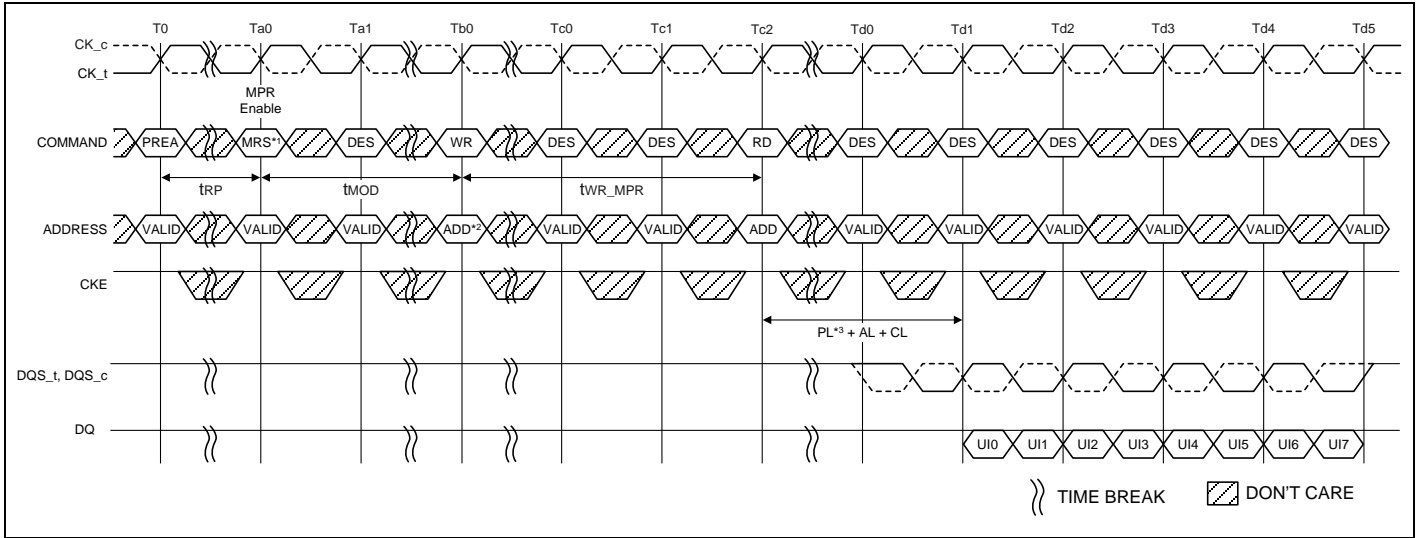 T0 Ta0 Ta1 Tb0 Tc0 Tc1 Tc2 Td0 Td1 Td2 Td3 Td4 Td5
CK_c
CK_t
MPR
Enable
COMMAND PREA MRS*1 DES WR DES DES RD DES DES DES DES DES DES
tRP tMOD tWR_MPR
ADDRESS VALID VALID VALID ADD*2 VALID VALID ADD VALID VALID VALID VALID VALID VALID
CKE
PL*3 + AL + CL
DQS_t, DQS_c
DQ UI0 UI1 UI2 UI3 UI4 UI5 UI6 UI7
TIME BREAK DON'T CARE